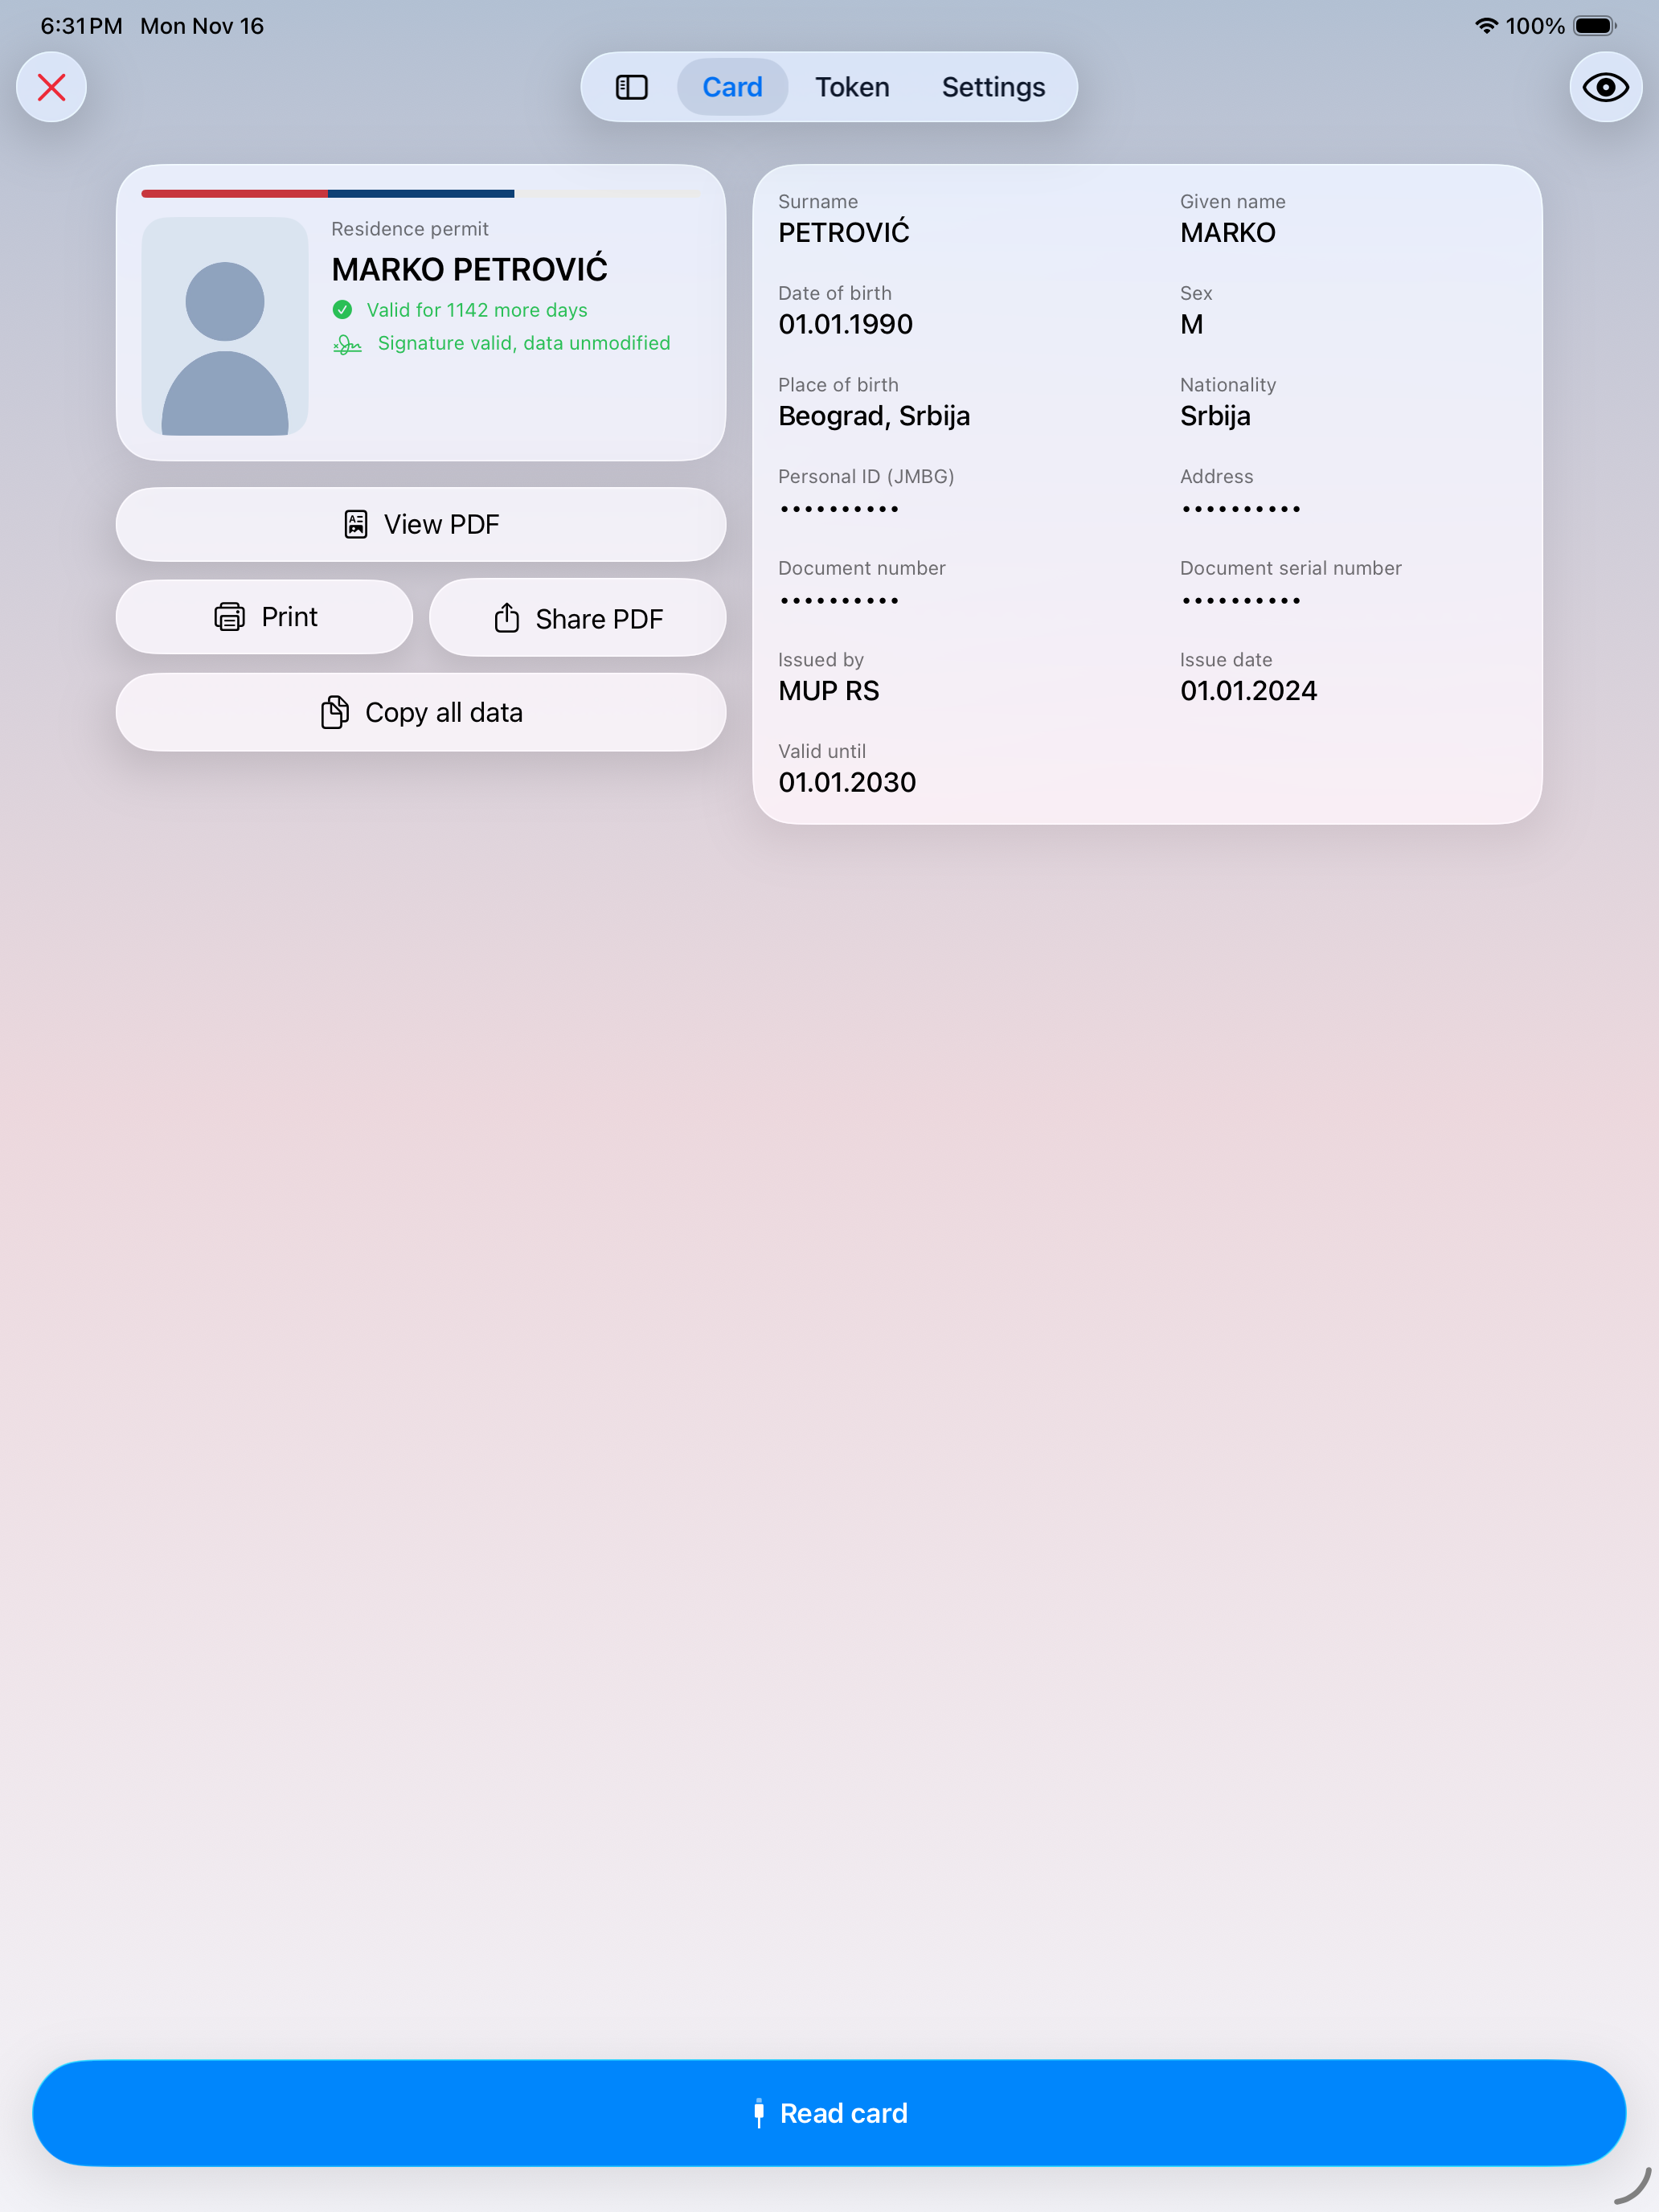 6:31 PM Mon Nov 16
100%
Card Token Settings
Residence permit
MARKO PETROVIĆ
Valid for 1142 more days
Signature valid, data unmodified
View PDF
Print
Share PDF
Copy all data
Surname
PETROVIĆ
Given name
MARKO
Date of birth
01.01.1990
Sex
M
Place of birth
Beograd, Srbija
Nationality
Srbija
Personal ID (JMBG)
••••••••••
Address
••••••••••
Document number
••••••••••
Document serial number
••••••••••
Issued by
MUP RS
Issue date
01.01.2024
Valid until
01.01.2030
Read card